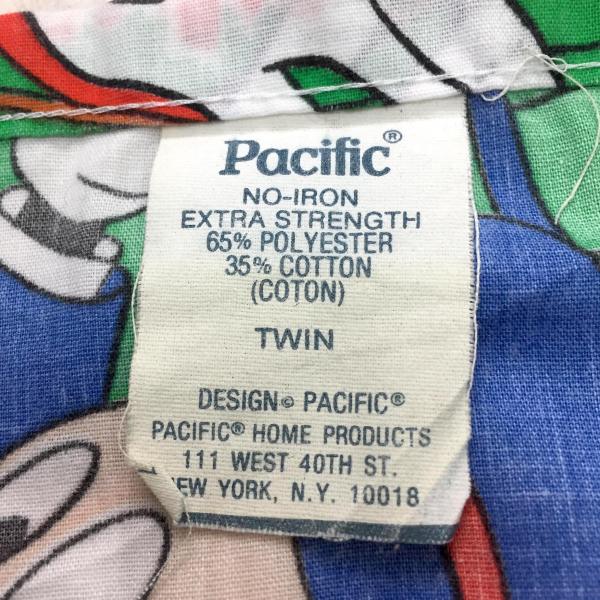 Pacific®
NO-IRON
EXTRA STRENGTH
65% POLYESTER
35% COTTON
(COTON)
TWIN
DESIGN© PACIFIC®
PACIFIC® HOME PRODUCTS
111 WEST 40TH ST.
EW YORK, N.Y. 10018